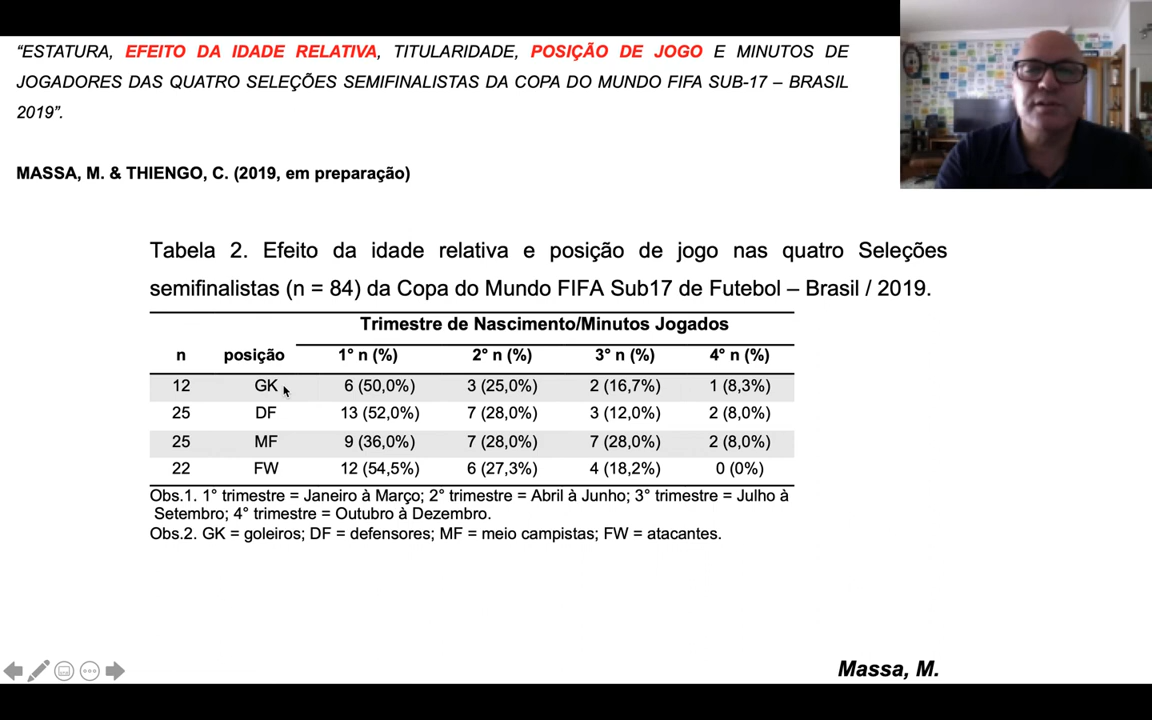 “ESTATURA, EFEITO DA IDADE RELATIVA, TITULARIDADE, POSIÇÃO DE JOGO E MINUTOS DE
JOGADORES DAS QUATRO SELEÇÕES SEMIFINALISTAS DA COPA DO MUNDO FIFA SUB-17 – BRASIL
2019”.
MASSA, M. & THIENGO, C. (2019, em preparação)
Tabela 2. Efeito da idade relativa e posição de jogo nas quatro Seleções
semifinalistas (n = 84) da Copa do Mundo FIFA Sub17 de Futebol – Brasil / 2019.
Trimestre de Nascimento/Minutos Jogados
n posição 1° n (%) 2° n (%) 3° n (%) 4° n (%)
12 GK 6 (50,0%) 3 (25,0%) 2 (16,7%) 1 (8,3%)
25 DF 13 (52,0%) 7 (28,0%) 3 (12,0%) 2 (8,0%)
25 MF 9 (36,0%) 7 (28,0%) 7 (28,0%) 2 (8,0%)
22 FW 12 (54,5%) 6 (27,3%) 4 (18,2%) 0 (0%)
Obs.1. 1° trimestre = Janeiro à Março; 2° trimestre = Abril à Junho; 3° trimestre = Julho à
Setembro; 4° trimestre = Outubro à Dezembro.
Obs.2. GK = goleiros; DF = defensores; MF = meio campistas; FW = atacantes.
Massa, M.